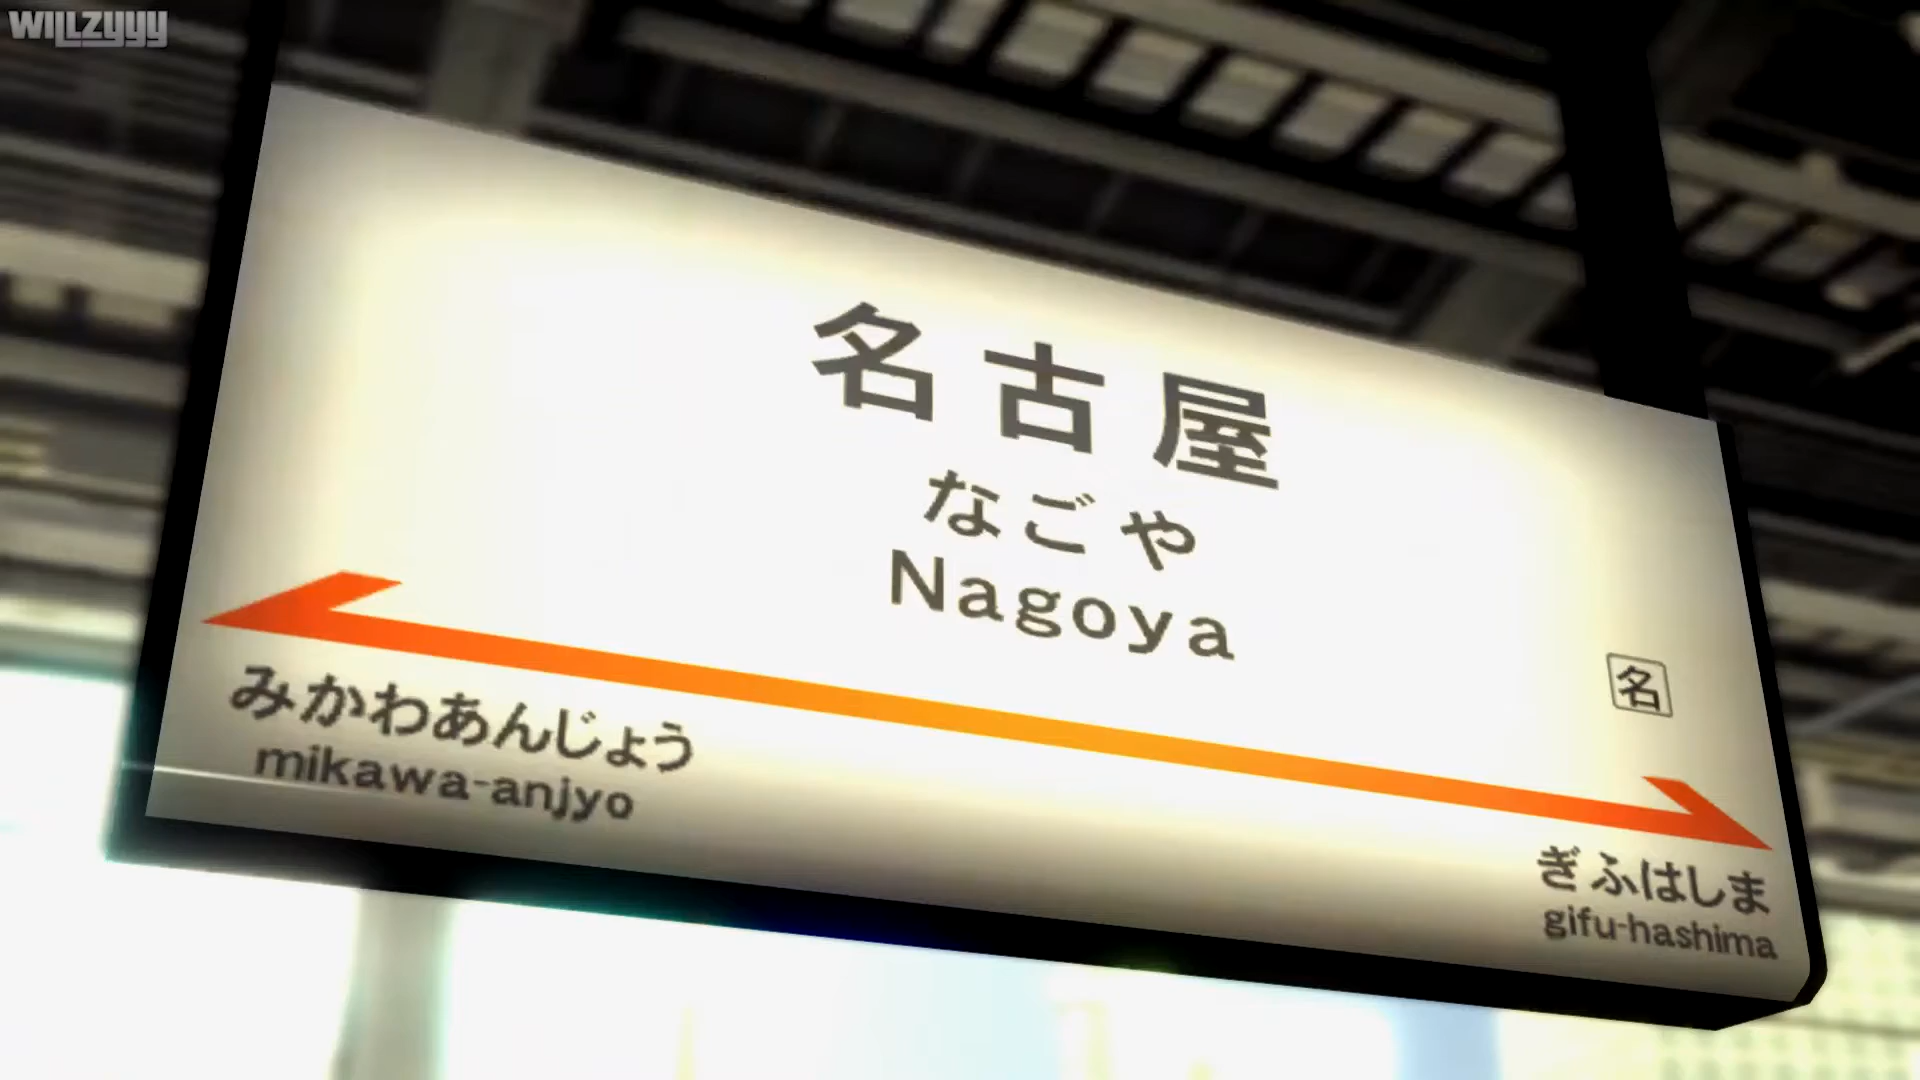 WiLLZyyy
名古屋
なごや
Nagoya
名
みかわあんじょう
mikawa-anjyo
ぎふはしま
gifu-hashima